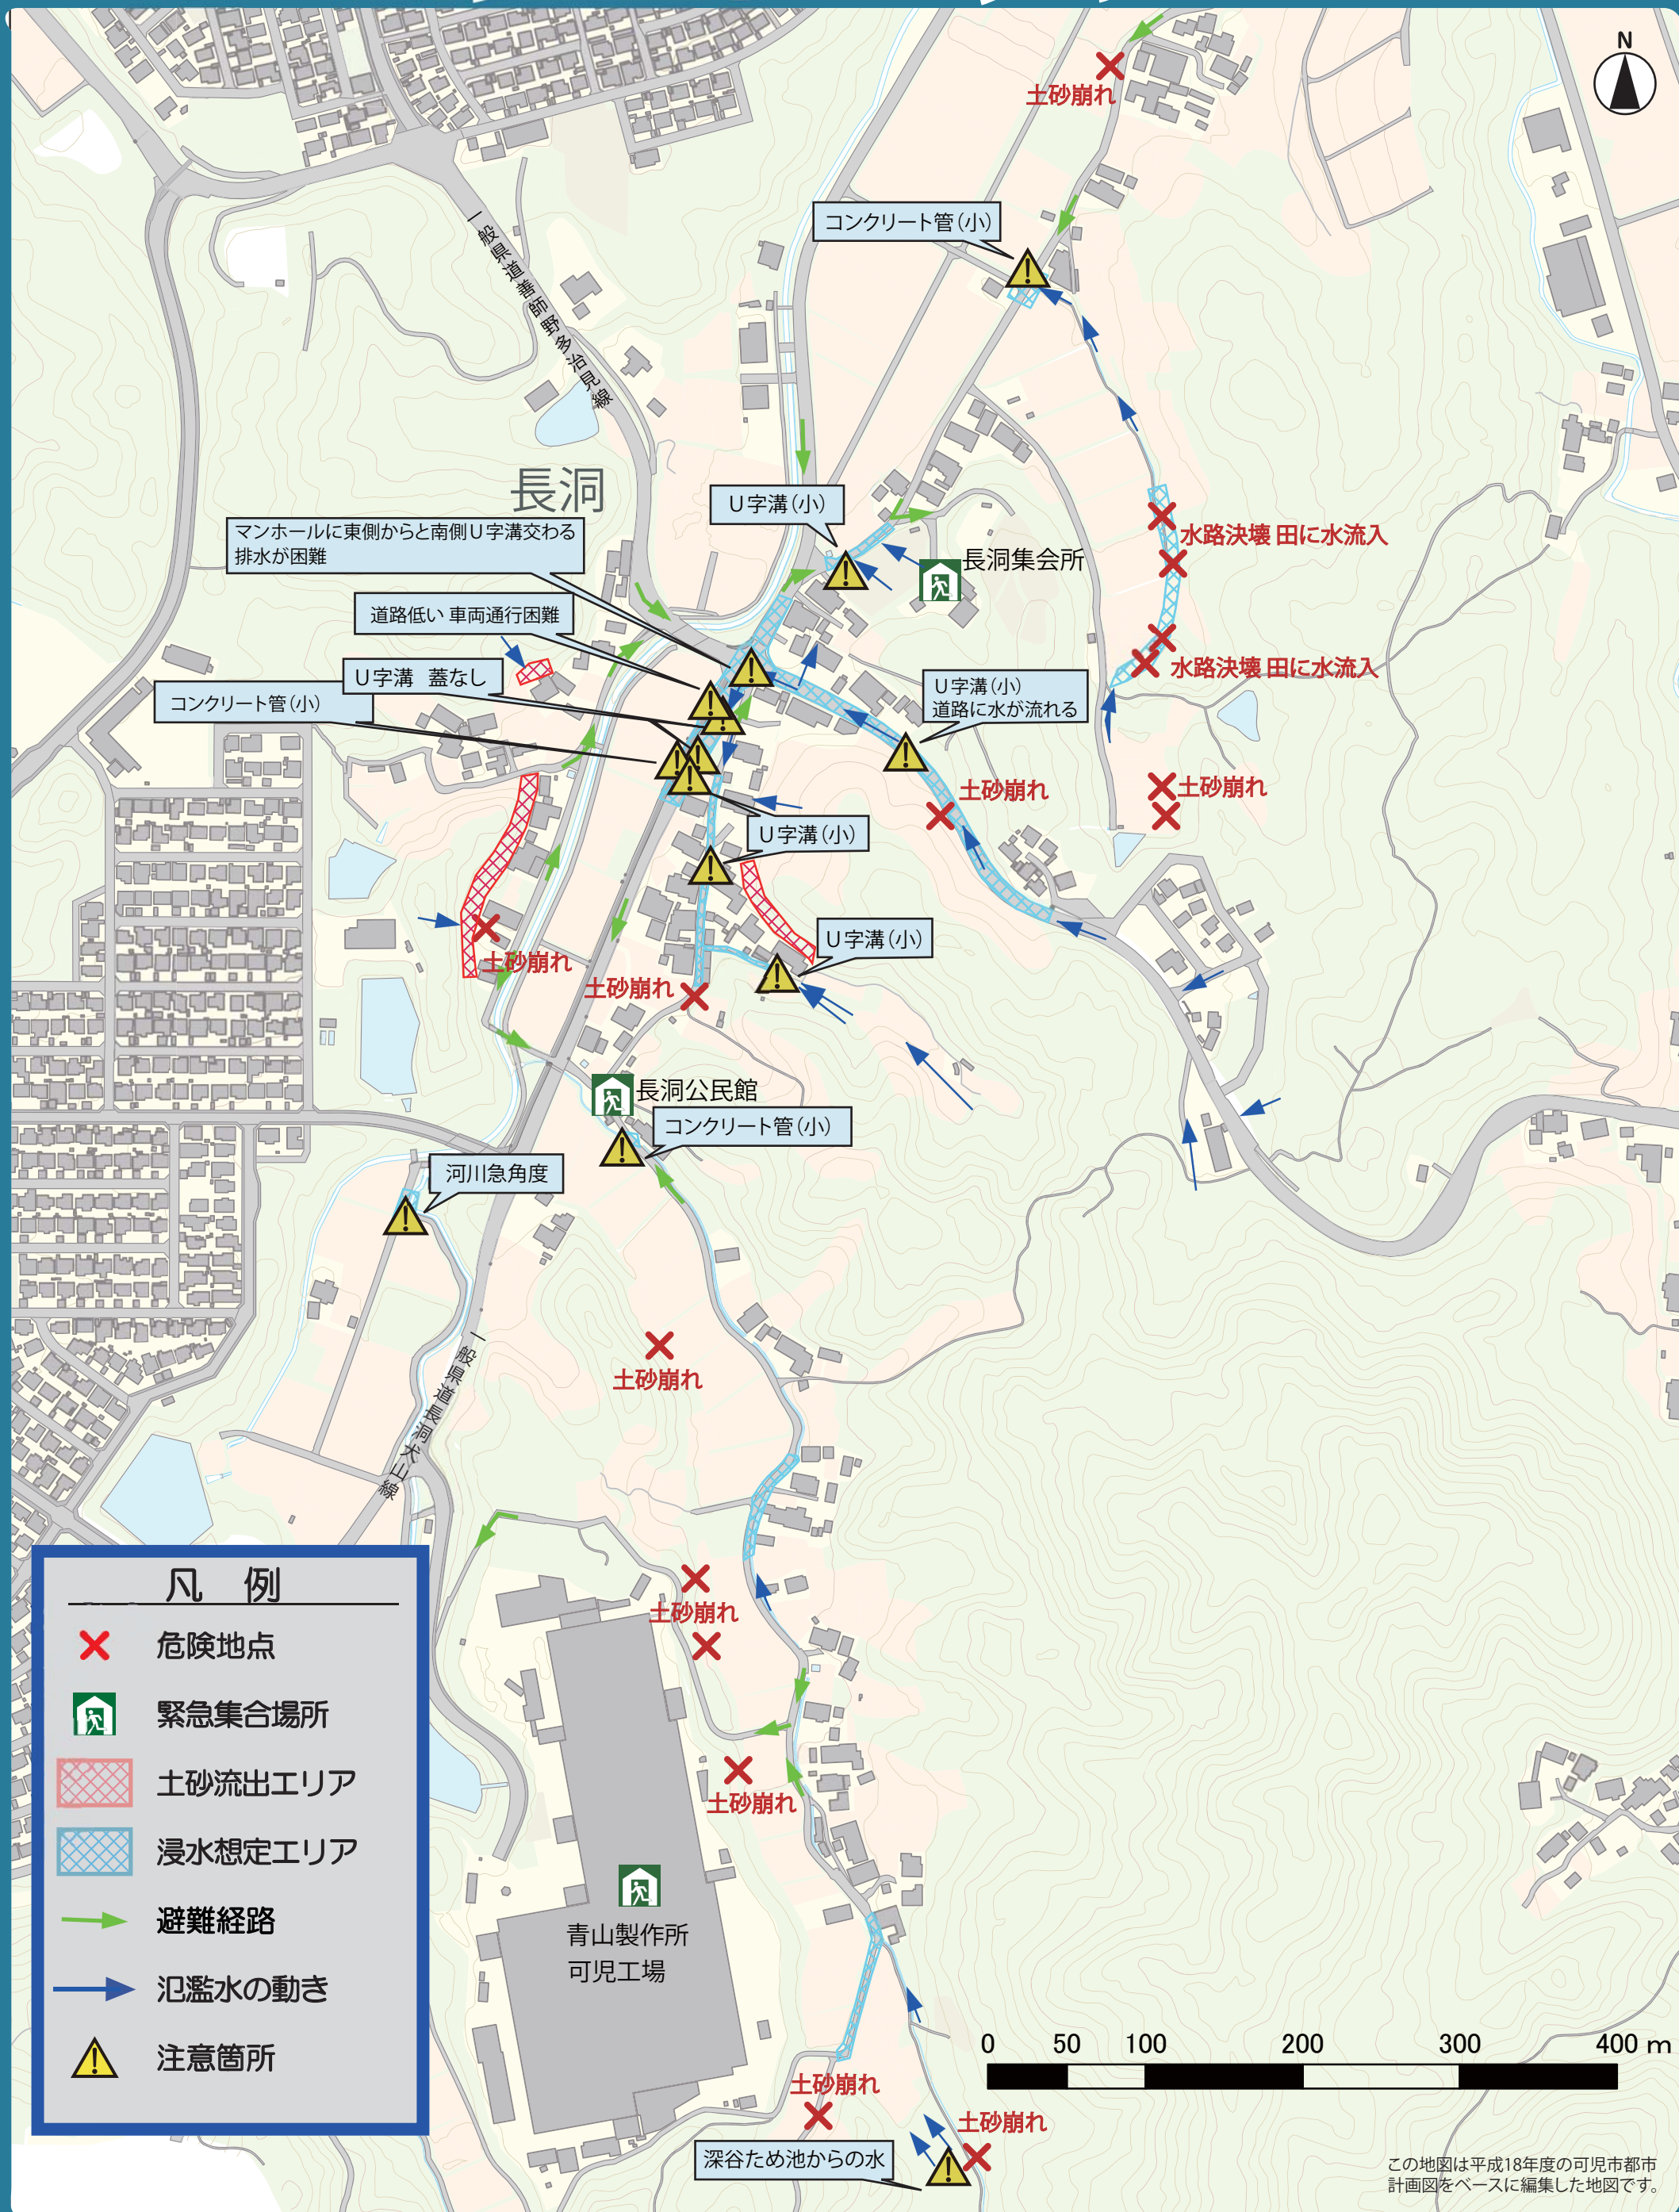 N
土砂崩れ
コンクリート管(小)
一般県道善師野多治見線
長洞
U字溝(小)
マンホールに東側からと南側U字溝交わる
排水が困難
水路決壊 田に水流入
長洞集会所
道路低い 車両通行困難
U字溝 蓋なし
水路決壊 田に水流入
コンクリート管(小)
U字溝(小)
道路に水が流れる
土砂崩れ
土砂崩れ
U字溝(小)
U字溝(小)
土砂崩れ
土砂崩れ
長洞公民館
コンクリート管(小)
河川急角度
土砂崩れ
一般県道長洞犬山線
土砂崩れ
土砂崩れ
青山製作所
可児工場
凡 例
危険地点
緊急集合場所
土砂流出エリア
浸水想定エリア
避難経路
氾濫水の動き
注意箇所
0 50 100 200 300 400 m
土砂崩れ
土砂崩れ
深谷ため池からの水
この地図は平成18年度の可児市都市
計画図をベースに編集した地図です。